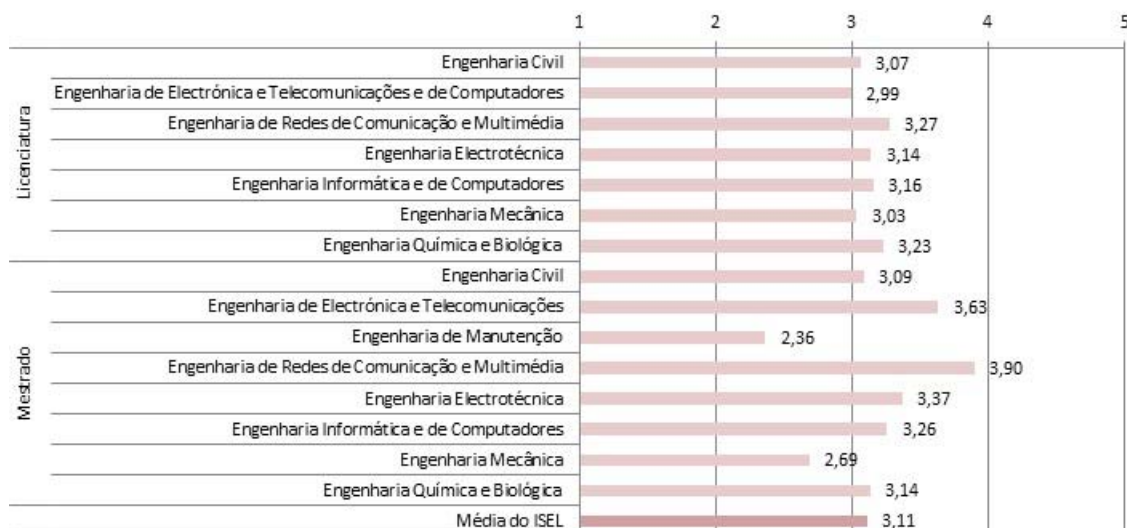 1 2 3 4 5
Licenciatura
Engenharia Civil 3,07
Engenharia de Electrónica e Telecomunicações e de Computadores 2,99
Engenharia de Redes de Comunicação e Multimédia 3,27
Engenharia Electrotécnica 3,14
Engenharia Informática e de Computadores 3,16
Engenharia Mecânica 3,03
Engenharia Química e Biológica 3,23
Mestrado
Engenharia Civil 3,09
Engenharia de Electrónica e Telecomunicações 3,63
Engenharia de Manutenção 2,36
Engenharia de Redes de Comunicação e Multimédia 3,90
Engenharia Electrotécnica 3,37
Engenharia Informática e de Computadores 3,26
Engenharia Mecânica 2,69
Engenharia Química e Biológica 3,14
Média do ISEL 3,11